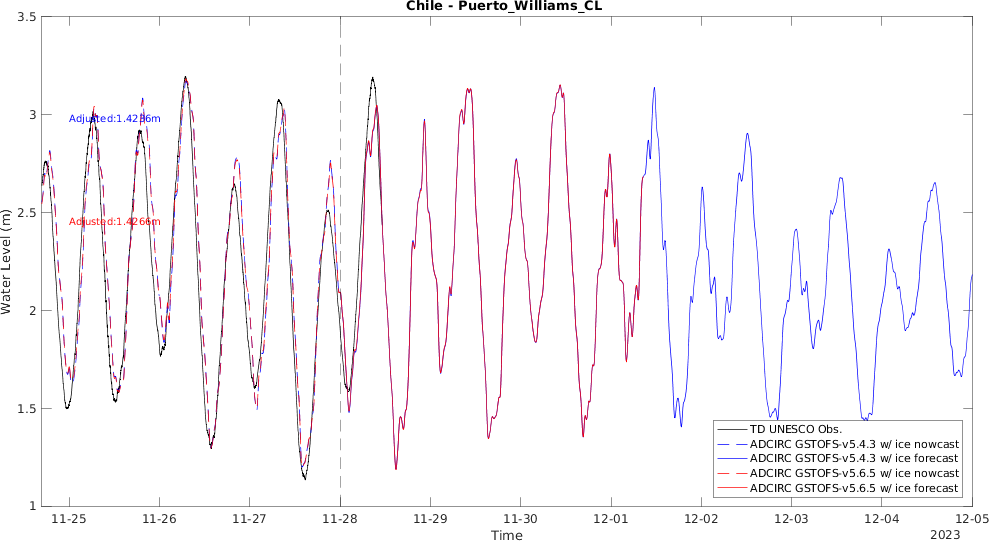 Chile - Puerto_Williams_CL
3.5
3
2.5
2
1.5
1
Water Level (m)
Adjusted:1.4236m
Adjusted:1.4266m
TD UNESCO Obs.
ADCIRC GSTOFS-v5.4.3 w/ ice nowcast
ADCIRC GSTOFS-v5.4.3 w/ ice forecast
ADCIRC GSTOFS-v5.6.5 w/ ice nowcast
ADCIRC GSTOFS-v5.6.5 w/ ice forecast
11-25 11-26 11-27 11-28 11-29 11-30 12-01 12-02 12-03 12-04 12-05
Time
2023